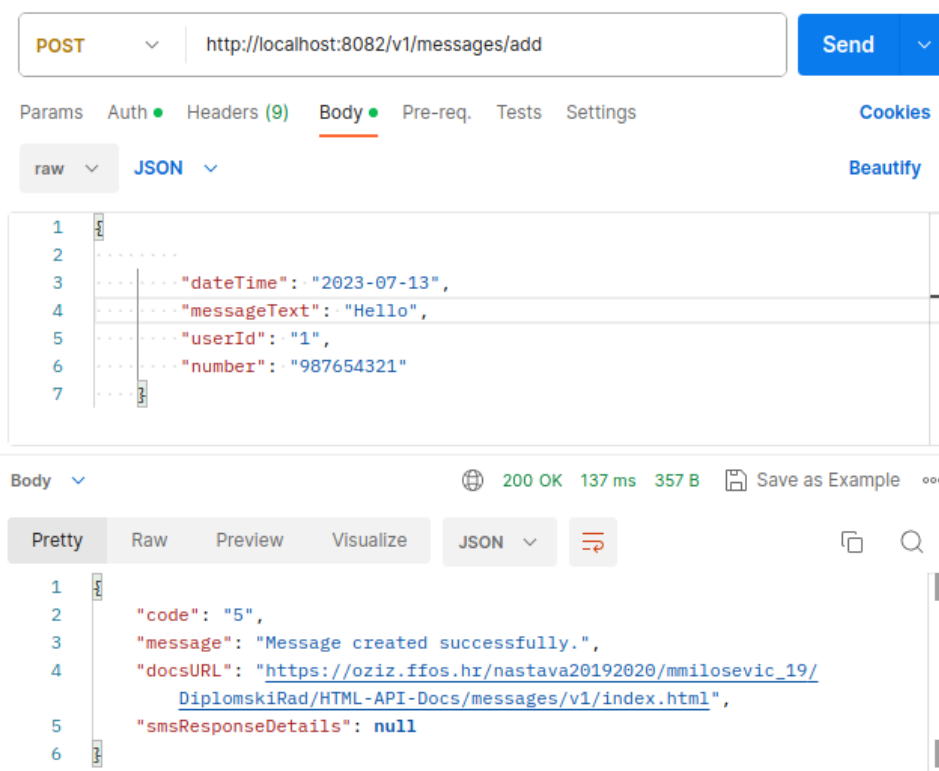 POST http://localhost:8082/v1/messages/add Send
Params Auth Headers (9) Body Pre-req. Tests Settings Cookies
raw JSON Beautify
1 {
2
3 "dateTime": "2023-07-13",
4 "messageText": "Hello",
5 "userId": "1",
6 "number": "987654321"
7 }
Body 200 OK 137 ms 357 B Save as Example
Pretty Raw Preview Visualize JSON
1 {
2 "code": "5",
3 "message": "Message created successfully.",
4 "docsURL": "https://oziz.ffos.hr/nastava20192020/mmilosevic_19/
DiplomskiRad/HTML-API-Docs/messages/v1/index.html",
5 "smsResponseDetails": null
6 }